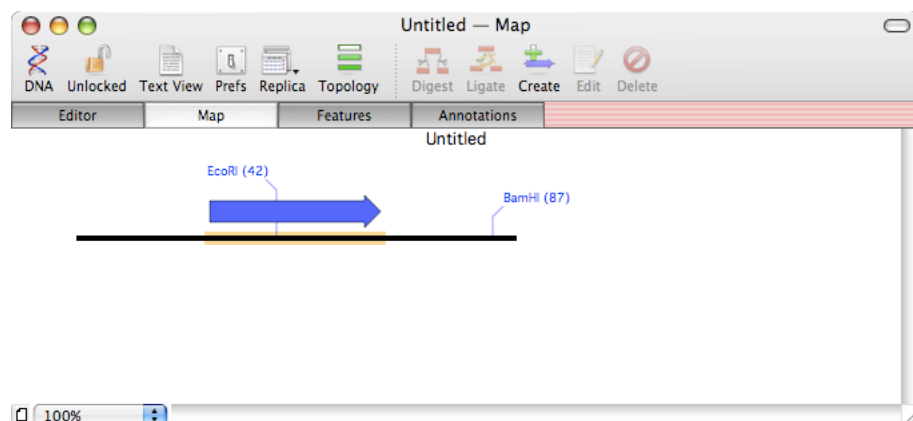 Untitled — Map
DNA Unlocked Text View Prefs Replica Topology Digest Ligate Create Edit Delete
Editor Map Features Annotations
Untitled
EcoRI (42)
BamHI (87)
100%